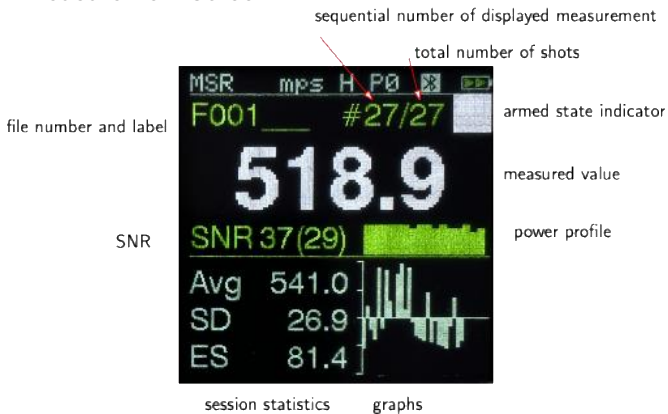 sequential number of displayed measurement
total number of shots
MSR mps H P0
file number and label
F001___ #27/27
armed state indicator
518.9
measured value
SNR
SNR 37(29)
power profile
Avg 541.0
SD 26.9
ES 81.4
session statistics
graphs